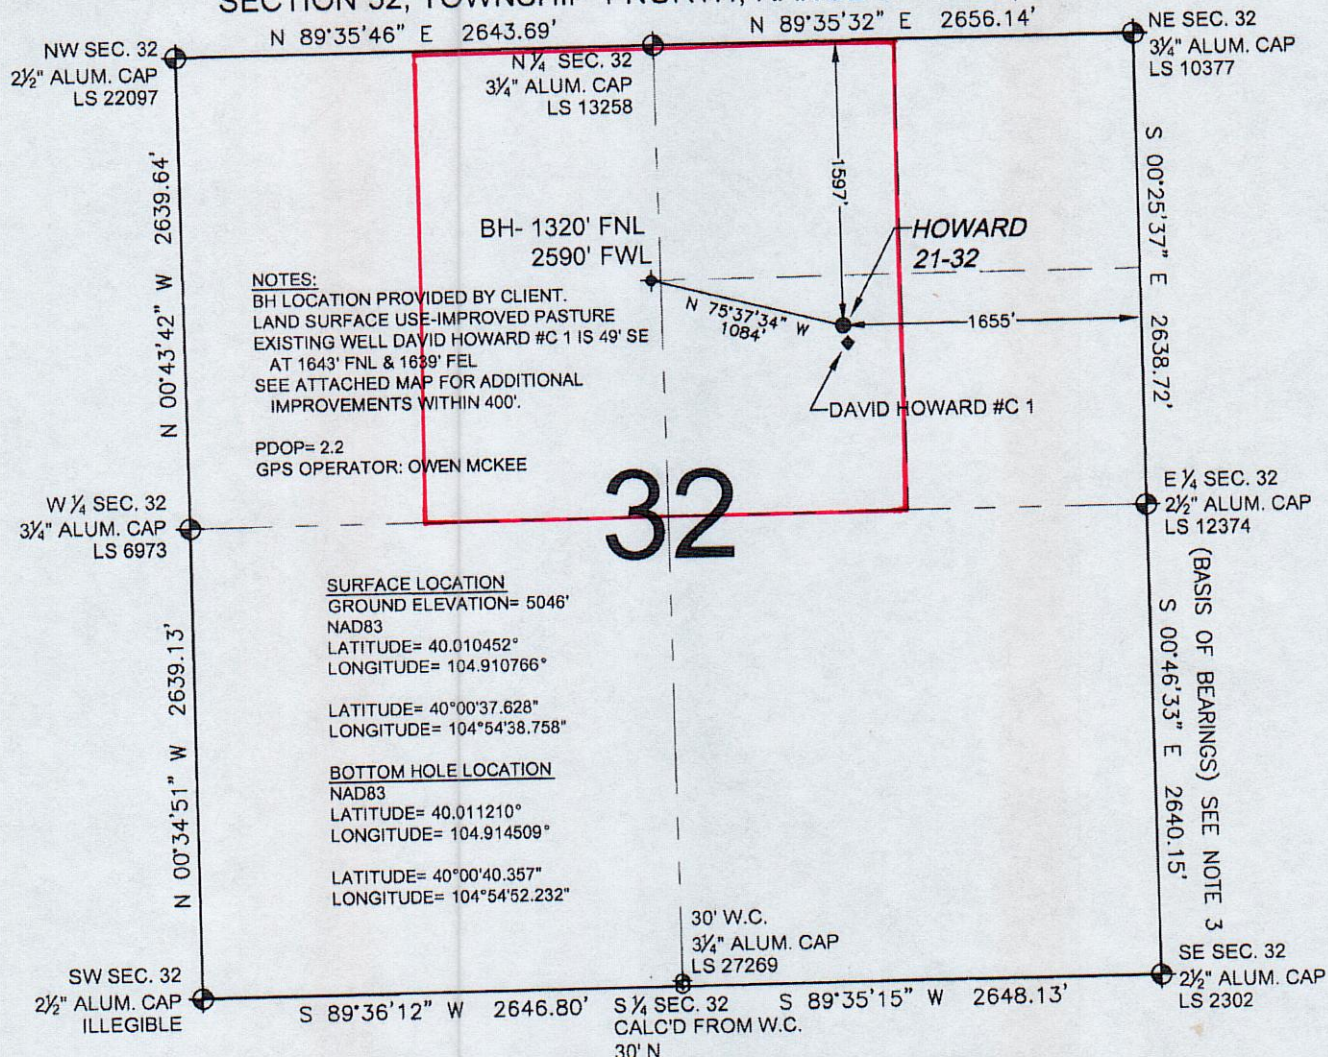 SECTION 32, TOWNSHIP 1 NORTH,
N 89°35'46" E 2643.69'
N 89°35'32" E 2656.14'
NW SEC. 32
2½" ALUM. CAP
LS 22097
N ¼ SEC. 32
3¼" ALUM. CAP
LS 13258
NE SEC. 32
3¼" ALUM. CAP
LS 10377
N 00°43'42" W 2639.64'
S 00°25'37" E 2638.72'
1597'
BH- 1320' FNL
2590' FWL
HOWARD
21-32
N 75°37'34" W
1084'
1655'
DAVID HOWARD #C 1
NOTES:
BH LOCATION PROVIDED BY CLIENT.
LAND SURFACE USE-IMPROVED PASTURE
EXISTING WELL DAVID HOWARD #C 1 IS 49' SE
AT 1643' FNL & 1639' FEL
SEE ATTACHED MAP FOR ADDITIONAL
IMPROVEMENTS WITHIN 400'.
PDOP= 2.2
GPS OPERATOR: OWEN MCKEE
W ¼ SEC. 32
3¼" ALUM. CAP
LS 6973
32
E ¼ SEC. 32
2½" ALUM. CAP
LS 12374
SURFACE LOCATION
GROUND ELEVATION= 5046'
NAD83
LATITUDE= 40.010452°
LONGITUDE= 104.910766°
LATITUDE= 40°00'37.628"
LONGITUDE= 104°54'38.758"
BOTTOM HOLE LOCATION
NAD83
LATITUDE= 40.011210°
LONGITUDE= 104.914509°
LATITUDE= 40°00'40.357"
LONGITUDE= 104°54'52.232"
N 00°34'51" W 2639.13'
S 00°46'33" E 2640.15'
(BASIS OF BEARINGS) SEE NOTE 3
30' W.C.
3¼" ALUM. CAP
LS 27269
SW SEC. 32
2½" ALUM. CAP
ILLEGIBLE
S 89°36'12" W 2646.80'
S ¼ SEC. 32
CALC'D FROM W.C.
30' N
S 89°35'15" W 2648.13'
SE SEC. 32
2½" ALUM. CAP
LS 2302